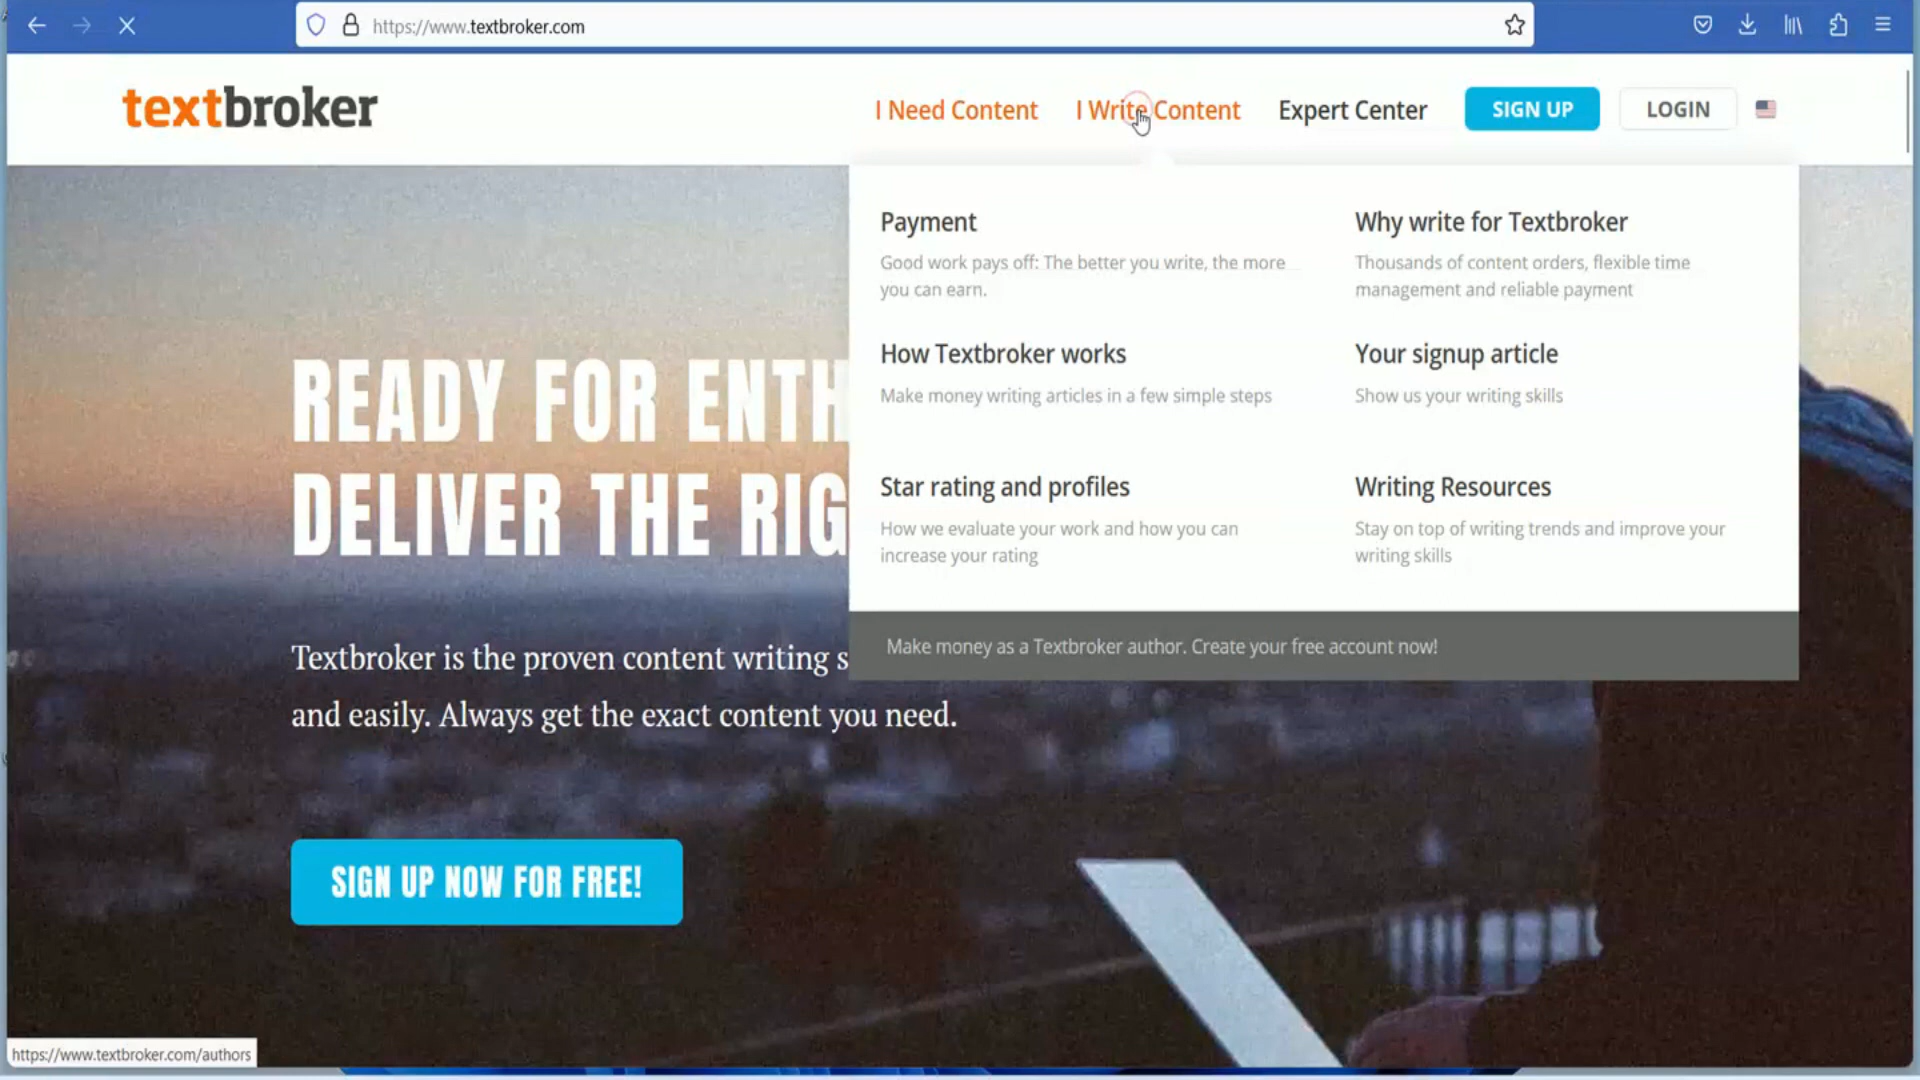 https://www.textbroker.com
textbroker
I Need Content
I Write Content
Expert Center
SIGN UP
LOGIN
Payment
Good work pays off: The better you write, the more
you can earn.
Why write for Textbroker
Thousands of content orders, flexible time
management and reliable payment
How Textbroker works
Make money writing articles in a few simple steps
Your signup article
Show us your writing skills
Star rating and profiles
How we evaluate your work and how you can
increase your rating
Writing Resources
Stay on top of writing trends and improve your
writing skills
Make money as a Textbroker author. Create your free account now!
READY FOR ENTH
DELIVER THE RIG
Textbroker is the proven content writing s
and easily. Always get the exact content you need.
SIGN UP NOW FOR FREE!
https://www.textbroker.com/authors